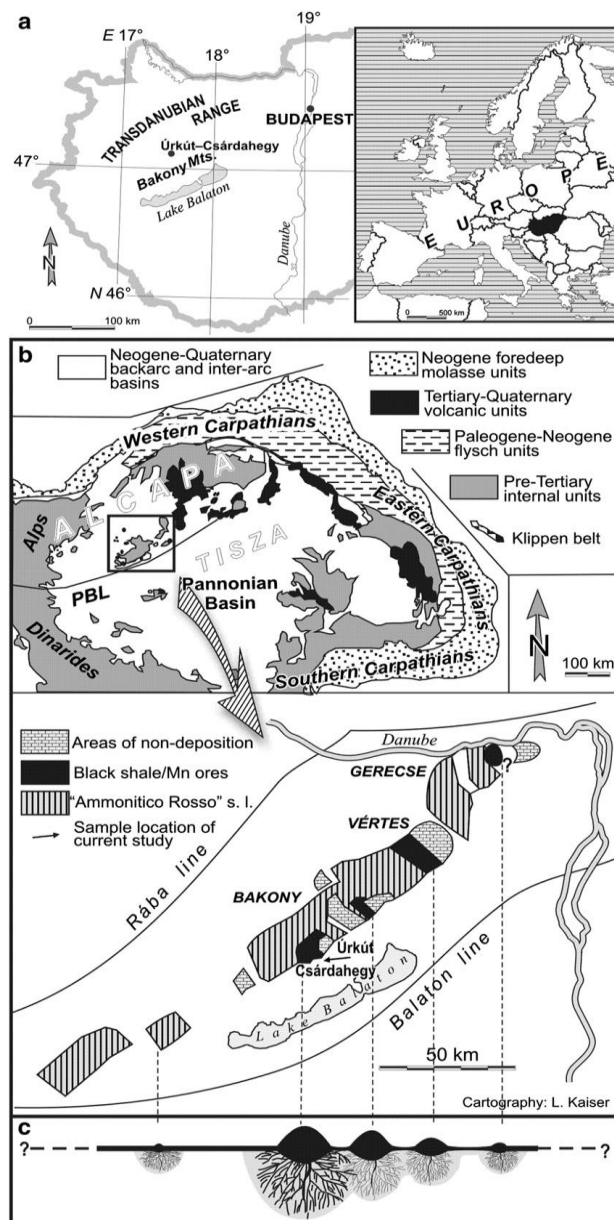 a
E 17°
18°
19°
TRANSDANUBIAN
RANGE
BUDAPEST
Úrkút–Csárdahegy
47°
Bakony Mts.
Lake Balaton
Danube
N
N 46°
0 100 km
EUROPE
0 500 km
b
Neogene-Quaternary
backarc and inter-arc
basins
Neogene foredeep
molasse units
Tertiary-Quaternary
volcanic units
Paleogene-Neogene
flysch units
Pre-Tertiary
internal units
Klippen belt
Western Carpathians
Eastern Carpathians
ALCAPA
Alps
TISZA
PBL
Pannonian
Basin
Dinarides
Southern Carpathians
N
100 km
Areas of non-deposition
Black shale/Mn ores
"Ammonitico Rosso" s. l.
Sample location of
current study
Danube
GERECSE
?
VÉRTES
Rába line
BAKONY
Úrkút
Csárdahegy
Lake Balaton
Balatón line
50 km
Cartography: L. Kaiser
c
?
?